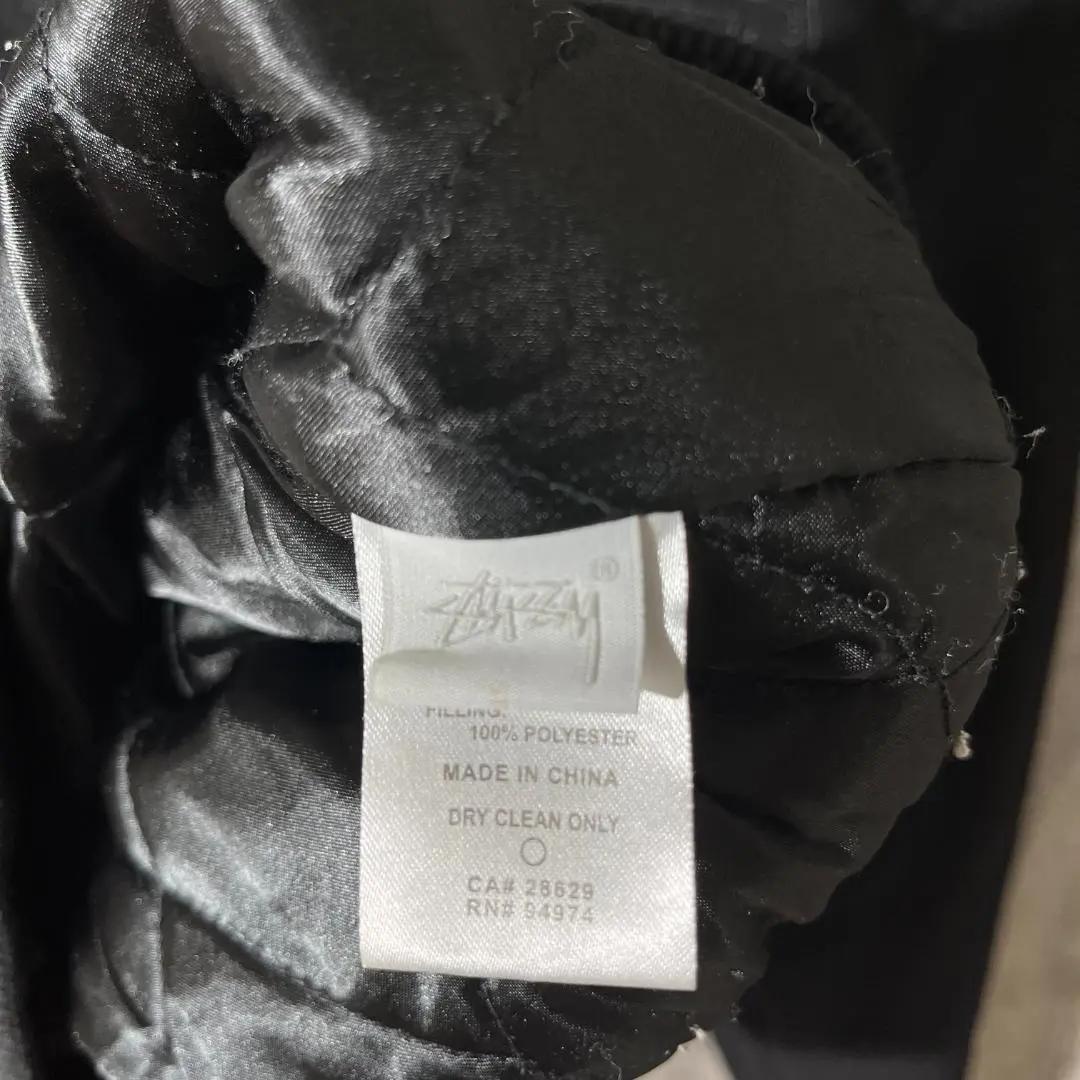 Stüssy ®
FILLING:
100% POLYESTER
MADE IN CHINA
DRY CLEAN ONLY
CA# 28629
RN# 94974